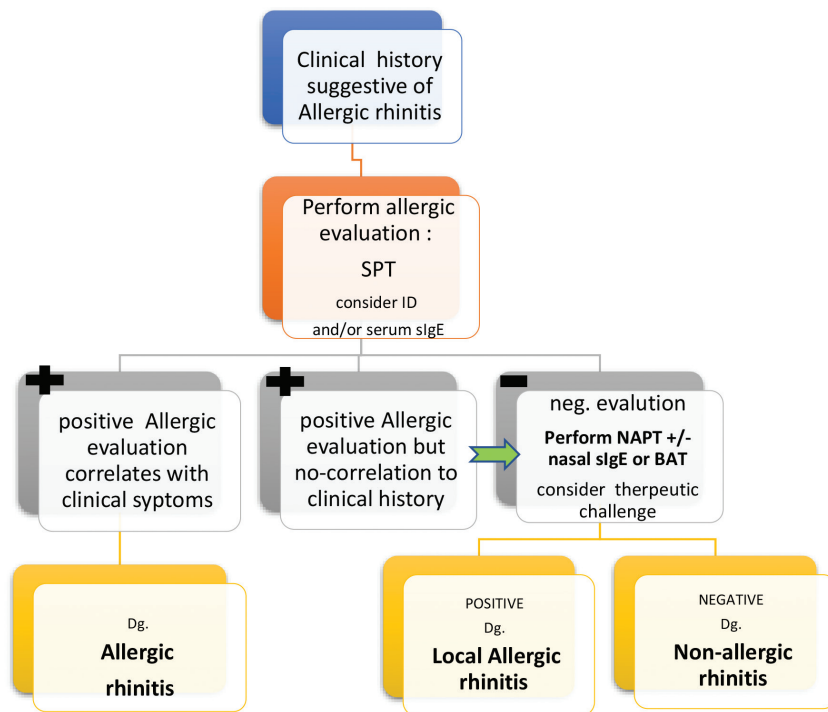 Clinical history
suggestive of
Allergic rhinitis
Perform allergic
evaluation :
SPT
consider ID
and/or serum sIgE
positive Allergic
evaluation
correlates with
clinical syptoms
positive Allergic
evaluation but
no-correlation to
clinical history
neg. evalution
Perform NAPT +/-
nasal sIgE or BAT
consider therpeutic
challenge
Dg.
Allergic
rhinitis
POSITIVE
Dg.
Local Allergic
rhinitis
NEGATIVE
Dg.
Non-allergic
rhinitis